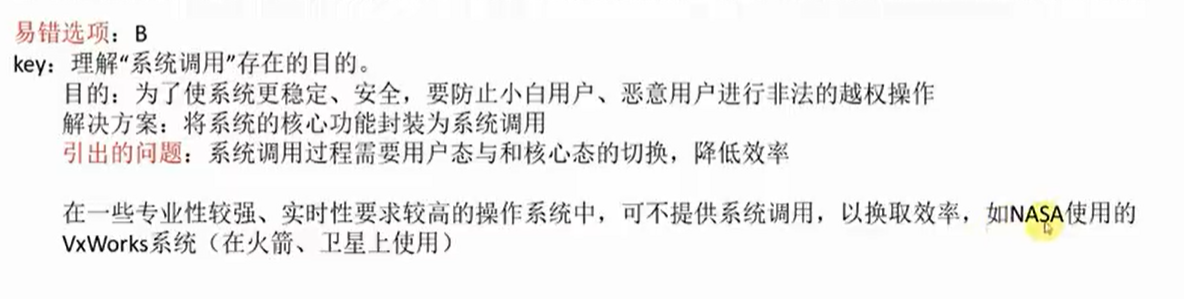 易错选项：B
key：理解“系统调用”存在的目的。
目的：为了使系统更稳定、安全，要防止小白用户、恶意用户进行非法的越权操作
解决方案：将系统的核心功能封装为系统调用
引出的问题：系统调用过程需要用户态与和核心态的切换，降低效率
在一些专业性较强、实时性要求较高的操作系统中，可不提供系统调用，以换取效率，如NASA使用的
VxWorks系统（在火箭、卫星上使用）